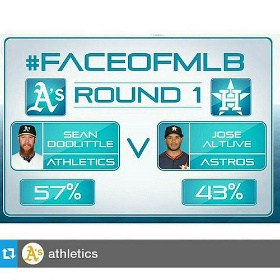 #FACEOFMLB
A's ROUND 1 H
SEAN DOOLITTLE
ATHLETICS
V
JOSE ALTUVE
ASTROS
57% 43%
A's athletics